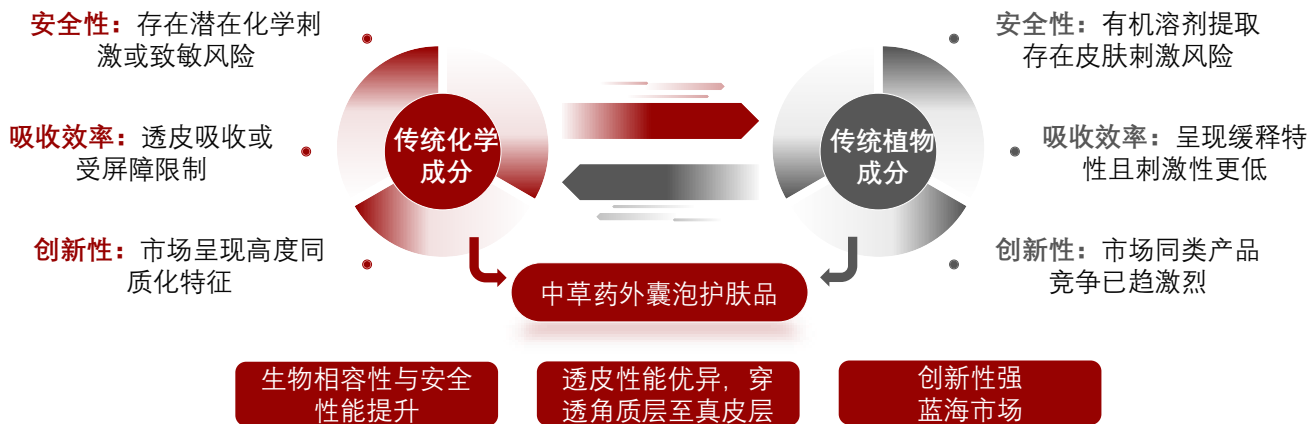 安全性：存在潜在化学刺
激或致敏风险
吸收效率：透皮吸收或
受屏障限制
创新性：市场呈现高度同
质化特征
传统化学
成分
传统植物
成分
安全性：有机溶剂提取
存在皮肤刺激风险
吸收效率：呈现缓释特
性且刺激性更低
创新性：市场同类产品
竞争已趋激烈
中草药外囊泡护肤品
生物相容性与安全
性能提升
透皮性能优异，穿
透角质层至真皮层
创新性强
蓝海市场